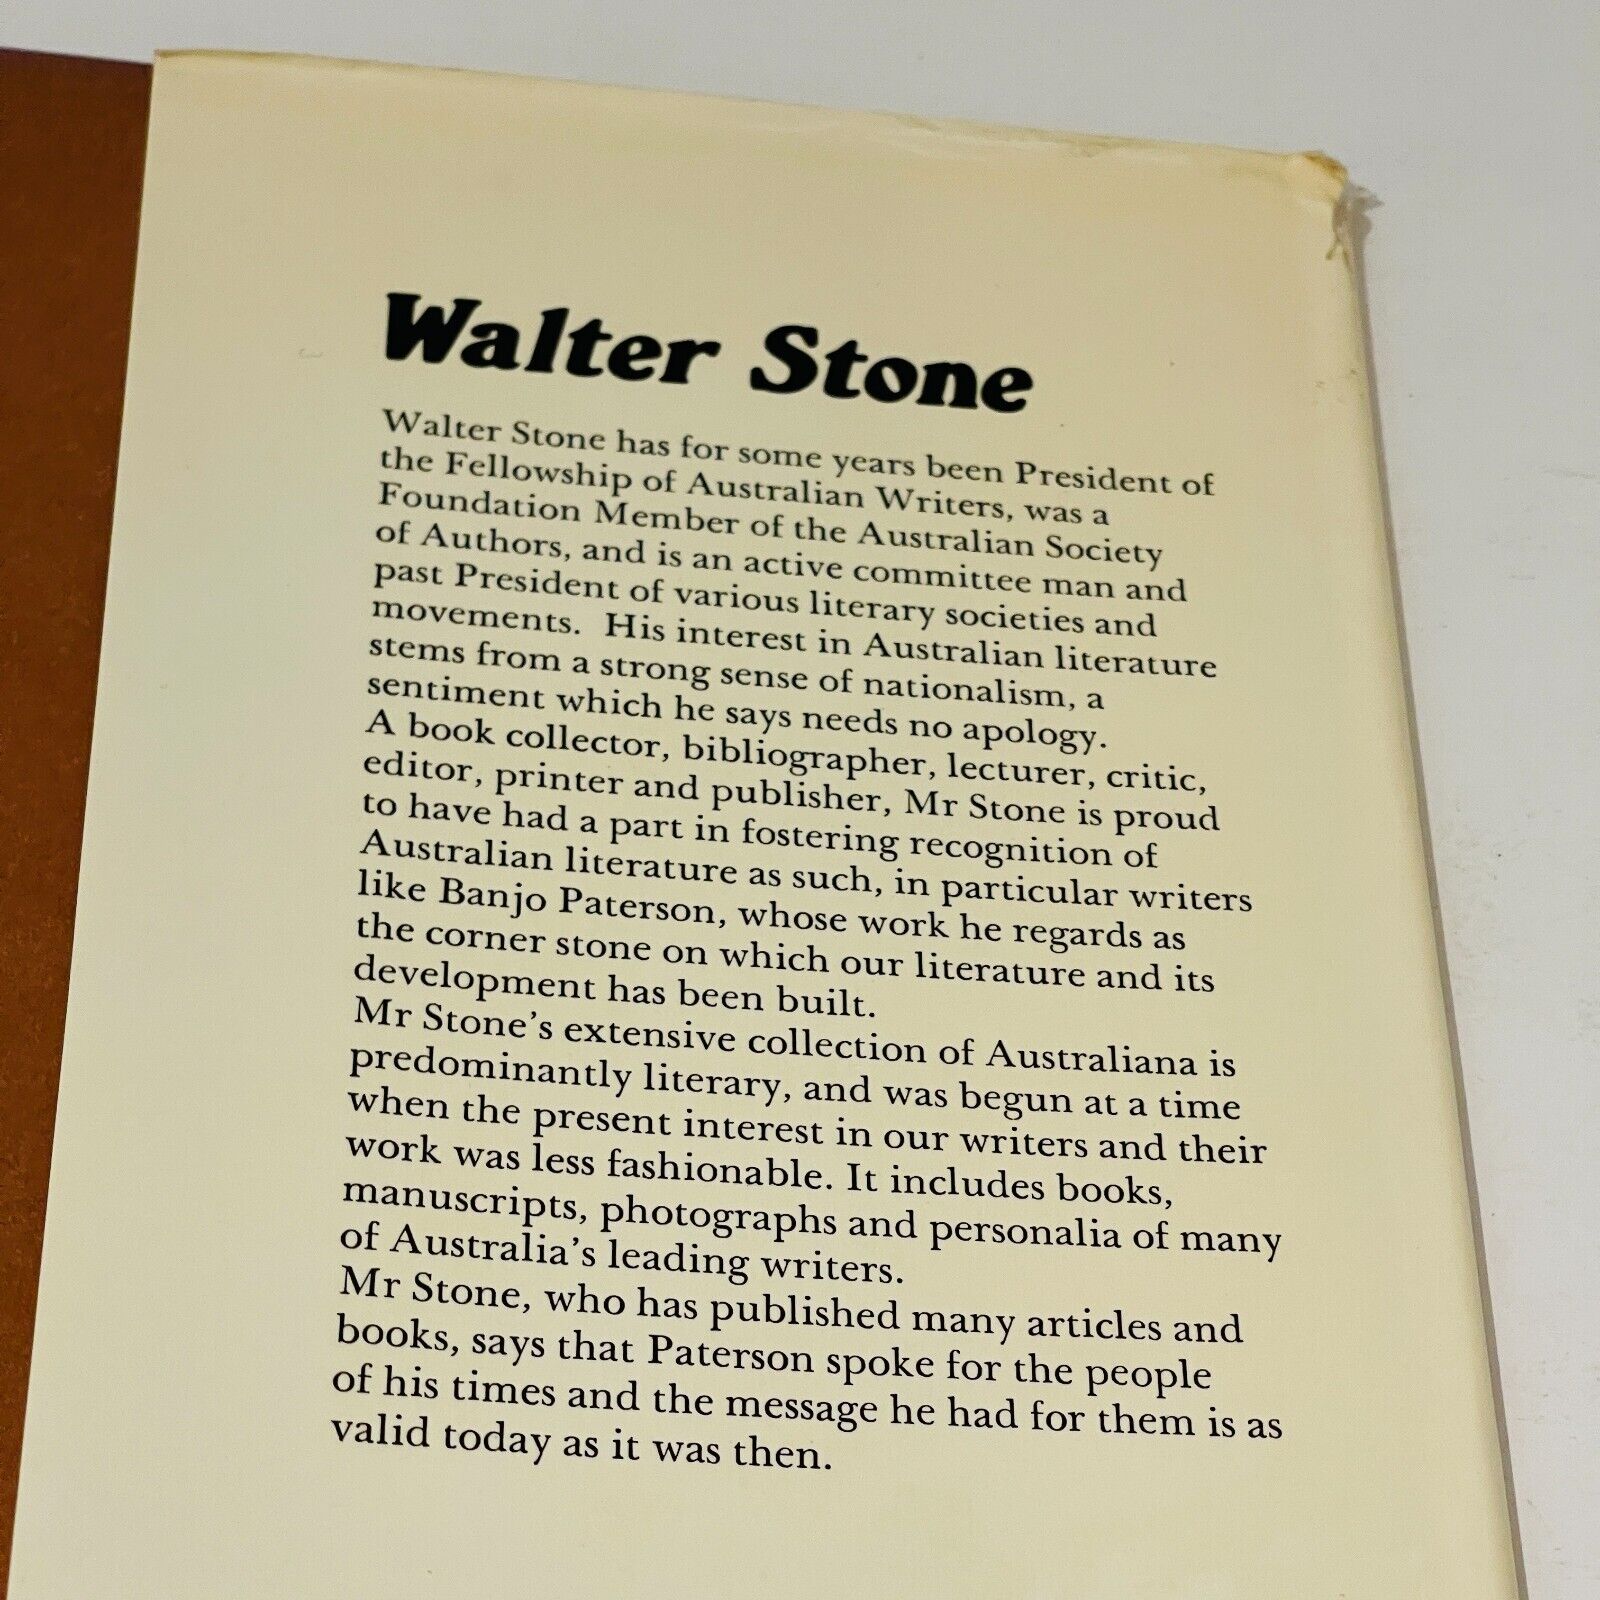 Walter Stone
Walter Stone has for some years been President of
the Fellowship of Australian Writers, was a
Foundation Member of the Australian Society
of Authors, and is an active committee man and
past President of various literary societies and
movements. His interest in Australian literature
stems from a strong sense of nationalism, a
sentiment which he says needs no apology.
A book collector, bibliographer, lecturer, critic,
editor, printer and publisher, Mr Stone is proud
to have had a part in fostering recognition of
Australian literature as such, in particular writers
like Banjo Paterson, whose work he regards as
the corner stone on which our literature and its
development has been built.
Mr Stone's extensive collection of Australiana is
predominantly literary, and was begun at a time
when the present interest in our writers and their
work was less fashionable. It includes books,
manuscripts, photographs and personalia of many
of Australia's leading writers.
Mr Stone, who has published many articles and
books, says that Paterson spoke for the people
of his times and the message he had for them is as
valid today as it was then.